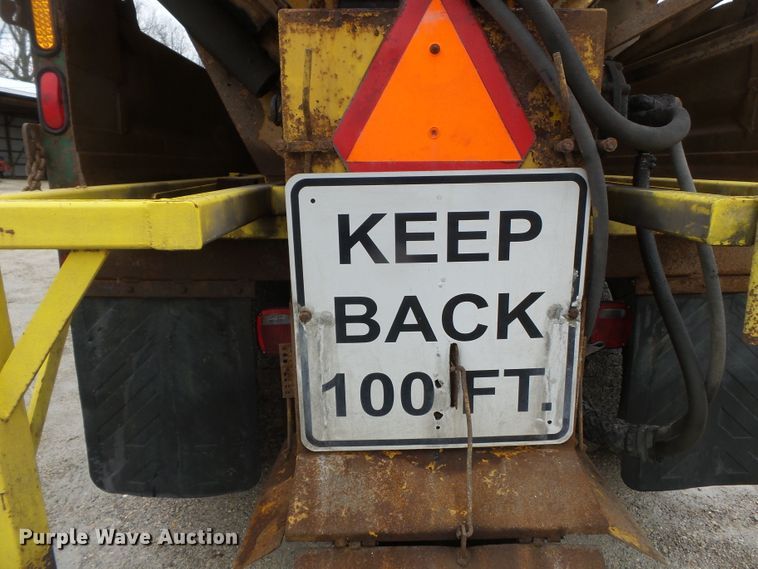 KEEP
BACK
100 FT.
Purple Wave Auction